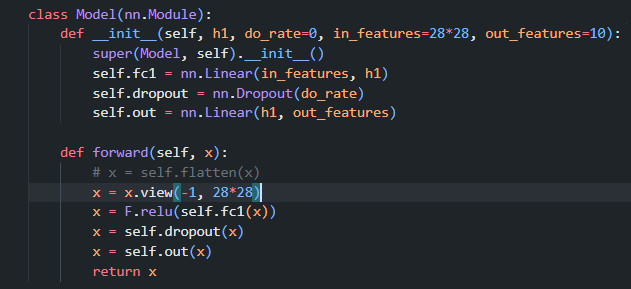 class Model(nn.Module):
    def __init__(self, h1, do_rate=0, in_features=28*28, out_features=10):
        super(Model, self).__init__()
        self.fc1 = nn.Linear(in_features, h1)
        self.dropout = nn.Dropout(do_rate)
        self.out = nn.Linear(h1, out_features)
    def forward(self, x):
        # x = self.flatten(x)
        x = x.view(-1, 28*28)
        x = F.relu(self.fc1(x))
        x = self.dropout(x)
        x = self.out(x)
        return x